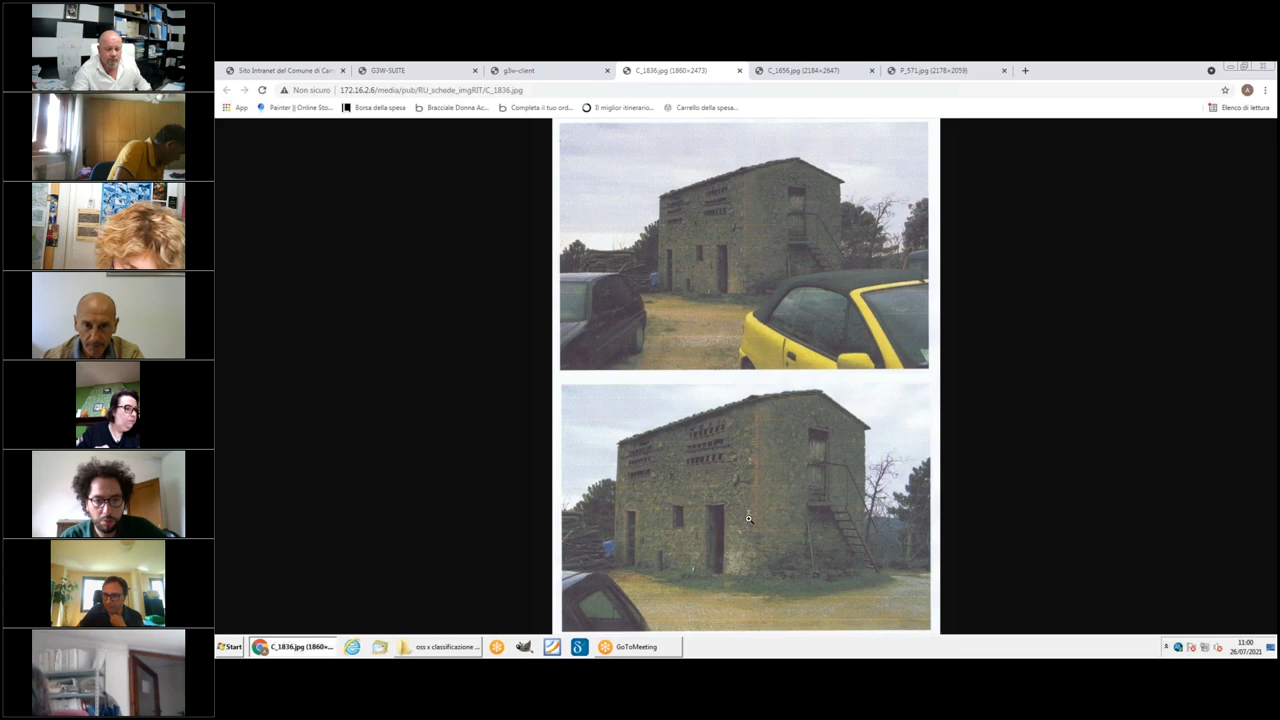 Sito Intranet del Comune di Cam
G3W-SUITE
g3w-client
C_1836.jpg (1860×2473)
C_1656.jpg (2184×2647)
P_571.jpg (2178×2059)
Non sicuro
172.16.2.6/media/pub/RU_schede_imgRIT/C_1836.jpg
A
App
Painter || Online Sto...
Borsa della spesa
Bracciale Donna Ac...
Completa il tuo ord...
Il miglior itinerario...
Carrello della spesa...
Elenco di lettura
Start
C_1836.jpg (1860×...
oss x classificazione ...
GoToMeeting
11:00
26/07/2021